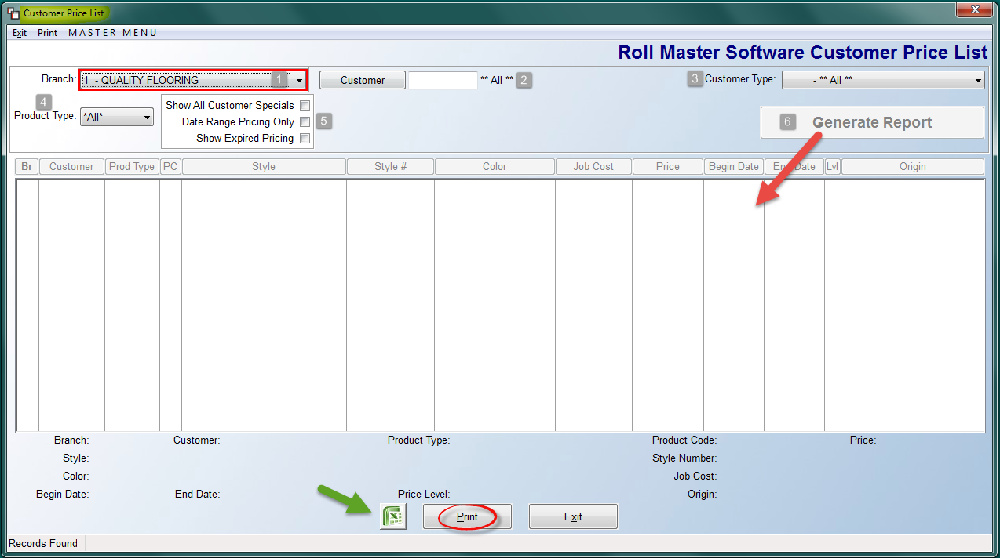 Customer Price List
Exit Print MASTER MENU
Roll Master Software Customer Price List
Branch: 1 - QUALITY FLOORING 1 Customer ** All ** 2 3 Customer Type: - ** All **
4
Product Type: *All*
Show All Customer Specials
Date Range Pricing Only 5
Show Expired Pricing
6 Generate Report
Br Customer Prod Type PC Style Style # Color Job Cost Price Begin Date End Date Lvl Origin
Branch: Customer: Product Type: Product Code: Price:
Style: Style Number:
Color: Job Cost:
Begin Date: End Date: Price Level: Origin:
Print Exit
Records Found